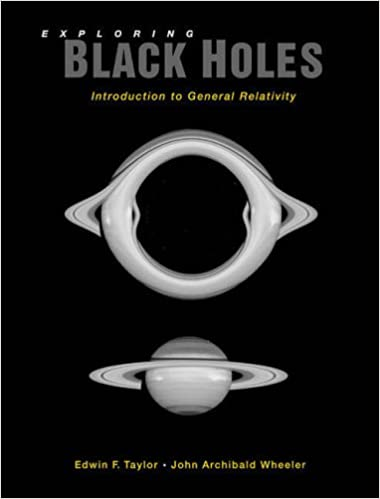 EXPLORING
BLACK HOLES
Introduction to General Relativity
Edwin F. Taylor • John Archibald Wheeler